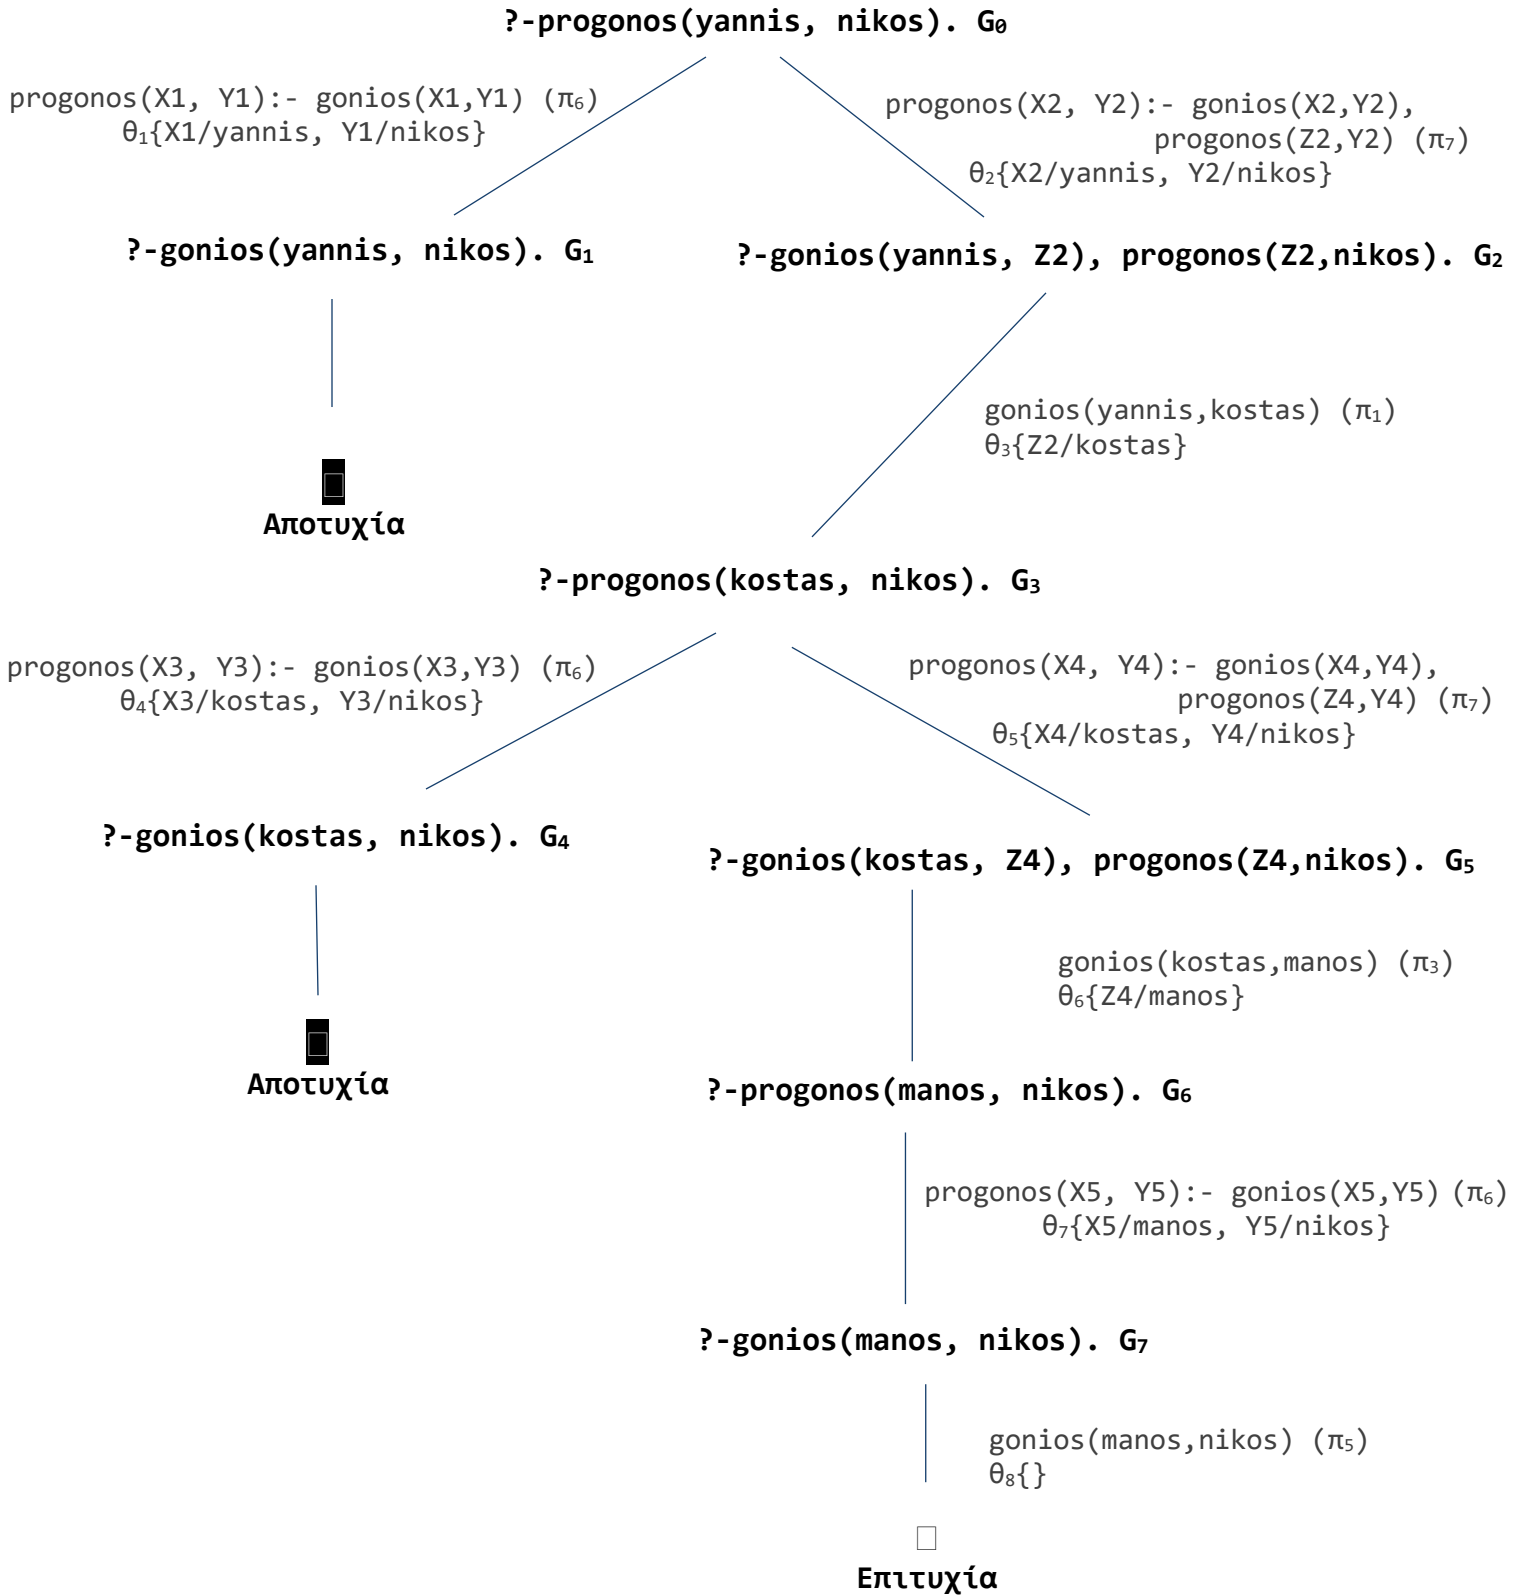 ?-progonos(yannis, nikos). G₀
progonos(X1, Y1):- gonios(X1,Y1) (π₆)
θ₁{X1/yannis, Y1/nikos}
progonos(X2, Y2):- gonios(X2,Y2),
progonos(Z2,Y2) (π₇)
θ₂{X2/yannis, Y2/nikos}
?-gonios(yannis, nikos). G₁
?-gonios(yannis, Z2), progonos(Z2,nikos). G₂
gonios(yannis,kostas) (π₁)
θ₃{Z2/kostas}
Αποτυχία
?-progonos(kostas, nikos). G₃
progonos(X3, Y3):- gonios(X3,Y3) (π₆)
θ₄{X3/kostas, Y3/nikos}
progonos(X4, Y4):- gonios(X4,Y4),
progonos(Z4,Y4) (π₇)
θ₅{X4/kostas, Y4/nikos}
?-gonios(kostas, nikos). G₄
?-gonios(kostas, Z4), progonos(Z4,nikos). G₅
gonios(kostas,manos) (π₃)
θ₆{Z4/manos}
Αποτυχία
?-progonos(manos, nikos). G₆
progonos(X5, Y5):- gonios(X5,Y5) (π₆)
θ₇{X5/manos, Y5/nikos}
?-gonios(manos, nikos). G₇
gonios(manos,nikos) (π₅)
θ₈{}
□
Επιτυχία